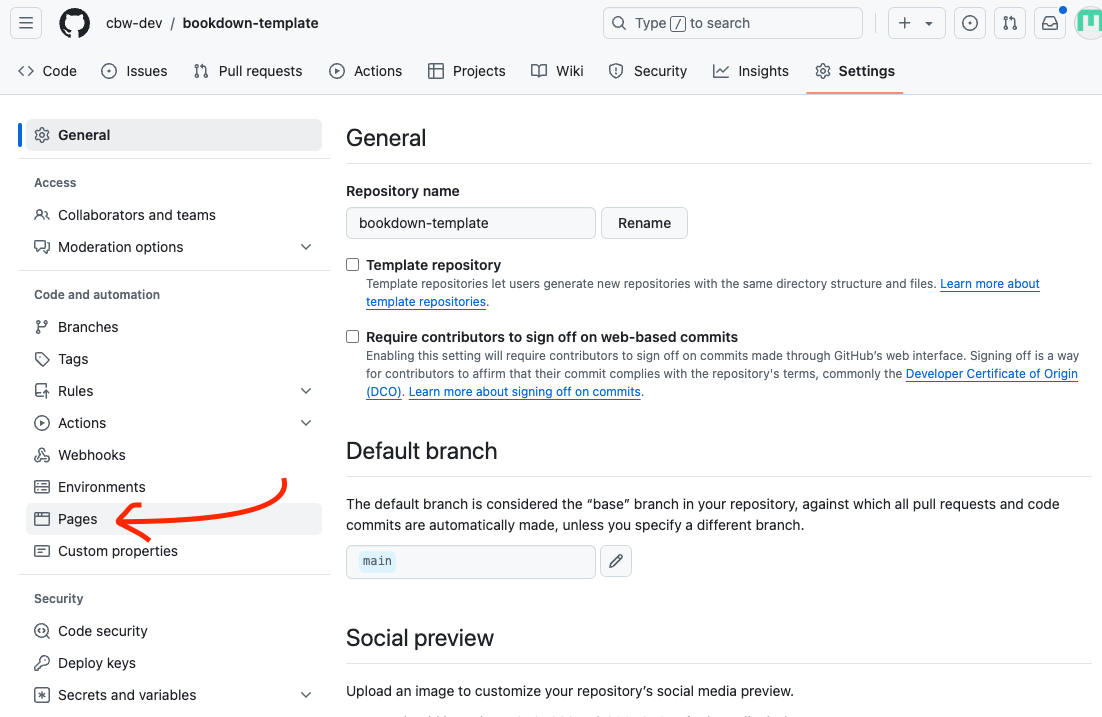 cbw-dev / bookdown-template
Type / to search
Code Issues Pull requests Actions Projects Wiki Security Insights Settings
General
Access
Collaborators and teams
Moderation options
Code and automation
Branches
Tags
Rules
Actions
Webhooks
Environments
Pages
Custom properties
Security
Code security
Deploy keys
Secrets and variables
General
Repository name
bookdown-template Rename
Template repository
Template repositories let users generate new repositories with the same directory structure and files. Learn more about
template repositories.
Require contributors to sign off on web-based commits
Enabling this setting will require contributors to sign off on commits made through GitHub’s web interface. Signing off is a way
for contributors to affirm that their commit complies with the repository's terms, commonly the Developer Certificate of Origin
(DCO). Learn more about signing off on commits.
Default branch
The default branch is considered the “base” branch in your repository, against which all pull requests and code
commits are automatically made, unless you specify a different branch.
main
Social preview
Upload an image to customize your repository’s social media preview.